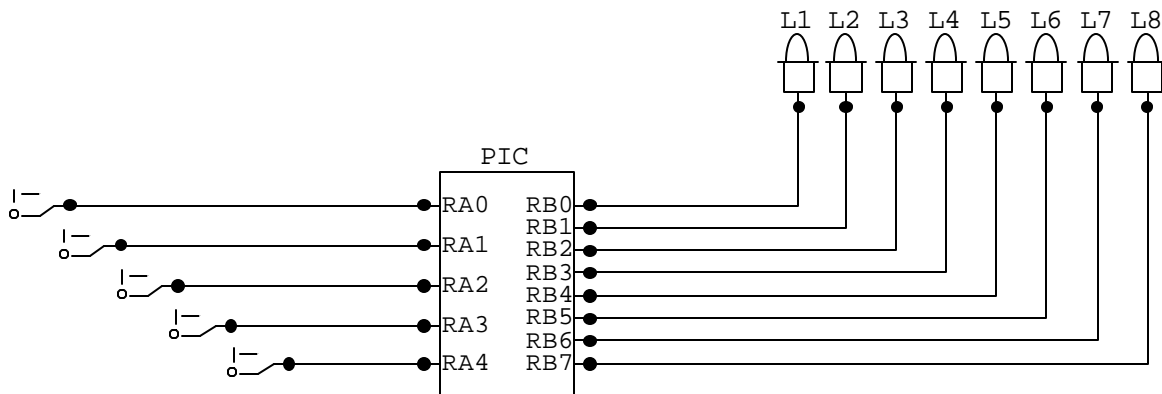 L1 L2 L3 L4 L5 L6 L7 L8
PIC
RA0 RB0
RB1
RA1 RB2
RB3
RA2 RB4
RA3 RB5
RB6
RA4 RB7